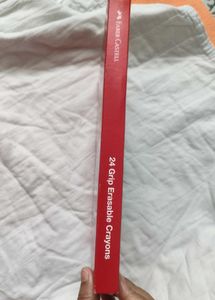 FABER-CASTELL
24 Grip Erasable Crayons